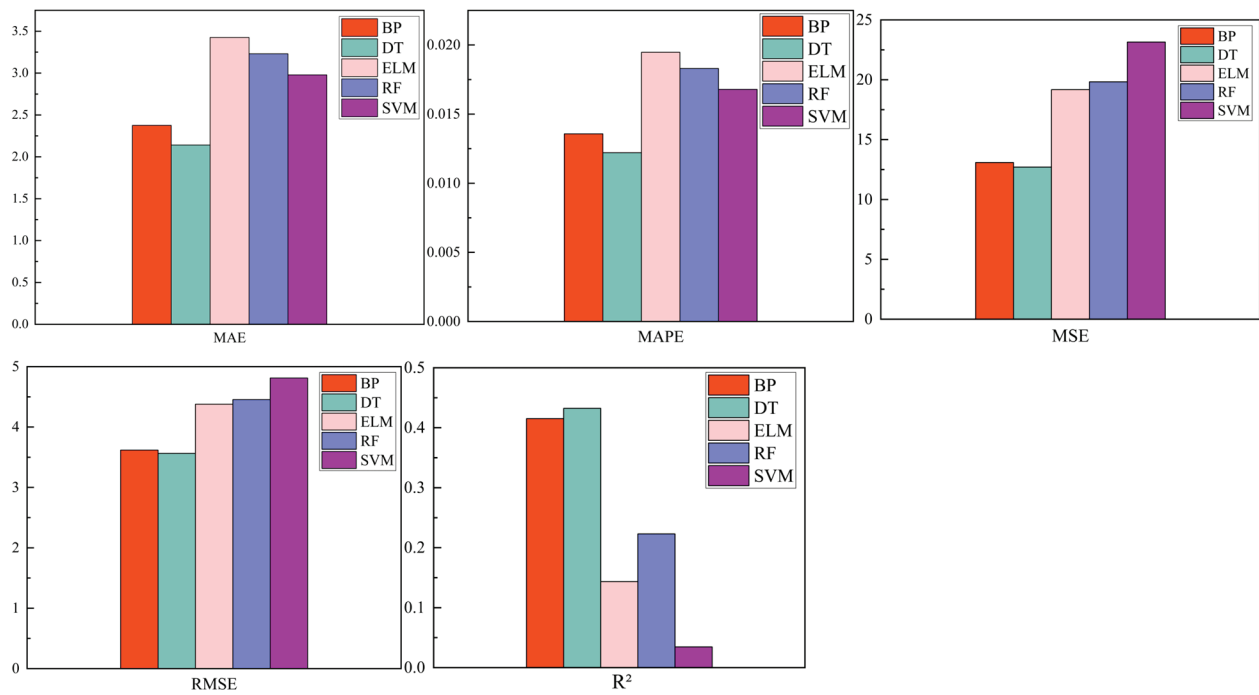 3.5
3.0
2.5
2.0
1.5
1.0
0.5
0.0
BP
DT
ELM
RF
SVM
MAE
0.020
0.015
0.010
0.005
0.000
BP
DT
ELM
RF
SVM
MAPE
25
20
15
10
5
0
BP
DT
ELM
RF
SVM
MSE
5
4
3
2
1
0
BP
DT
ELM
RF
SVM
RMSE
0.5
0.4
0.3
0.2
0.1
0.0
BP
DT
ELM
RF
SVM
R²